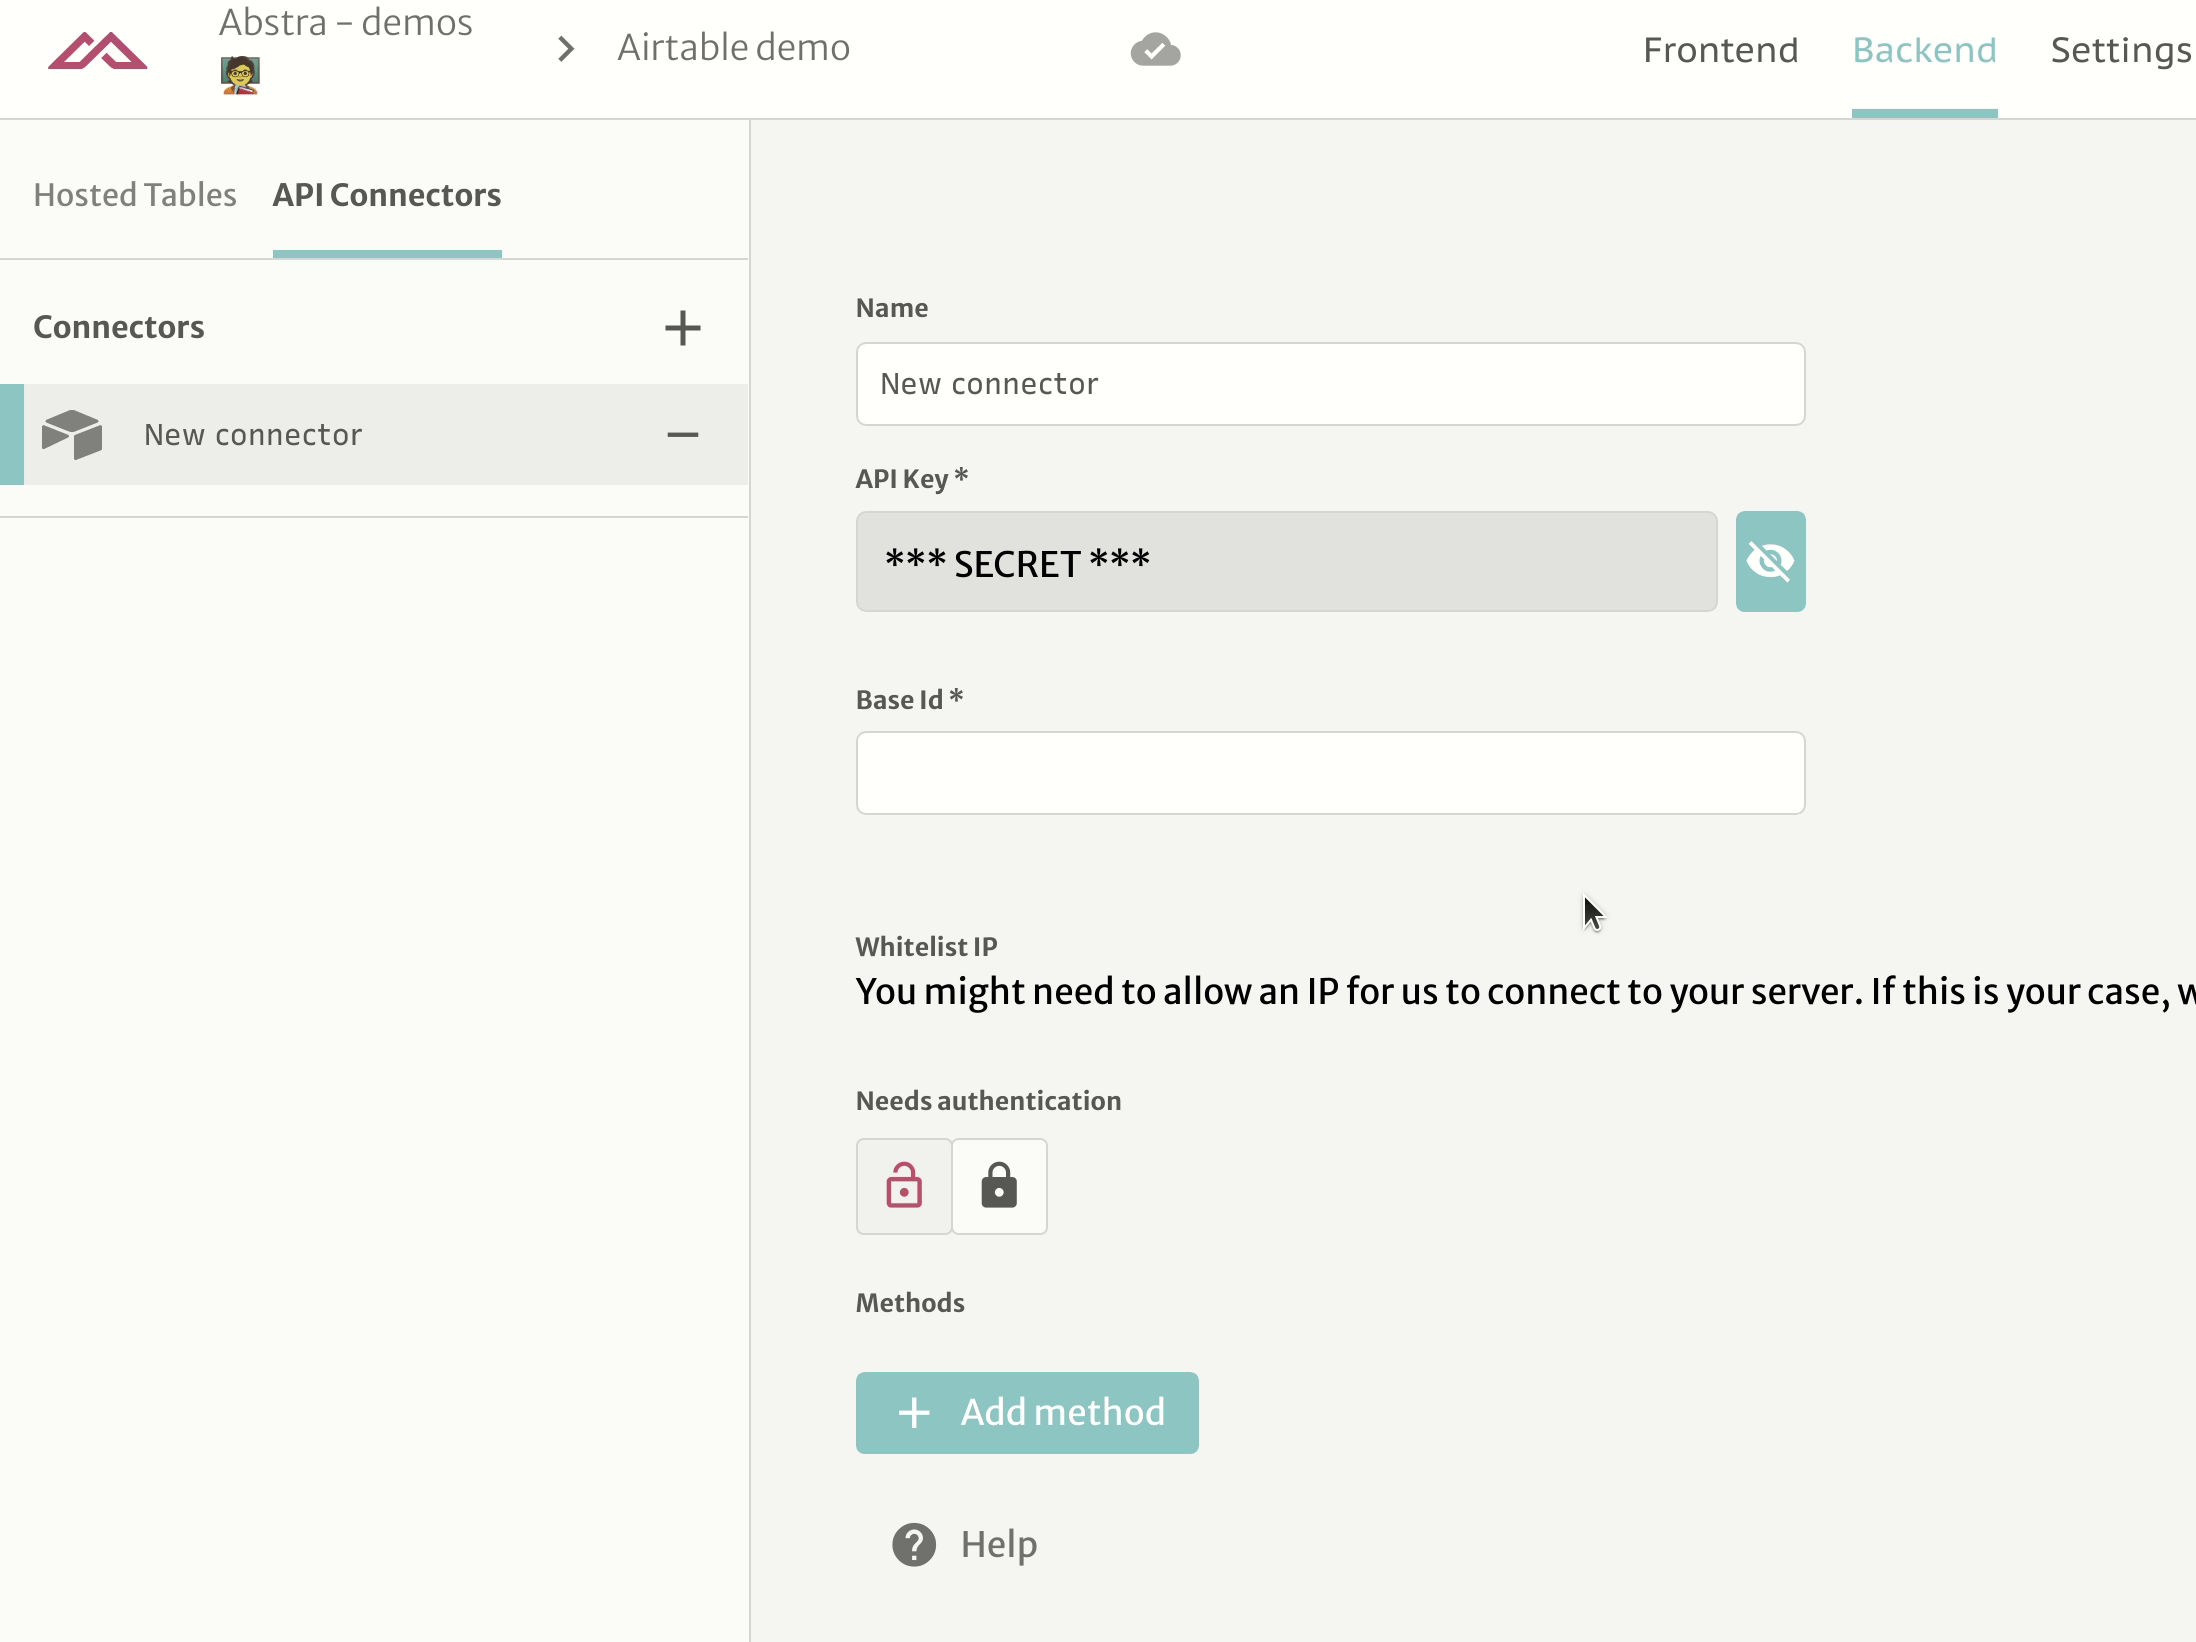 Abstra - demos
Airtable demo
Frontend
Backend
Settings
Hosted Tables
API Connectors
Connectors
New connector
Name
New connector
API Key *
*** SECRET ***
Base Id *
Whitelist IP
You might need to allow an IP for us to connect to your server. If this is your case,
Needs authentication
Methods
Add method
Help